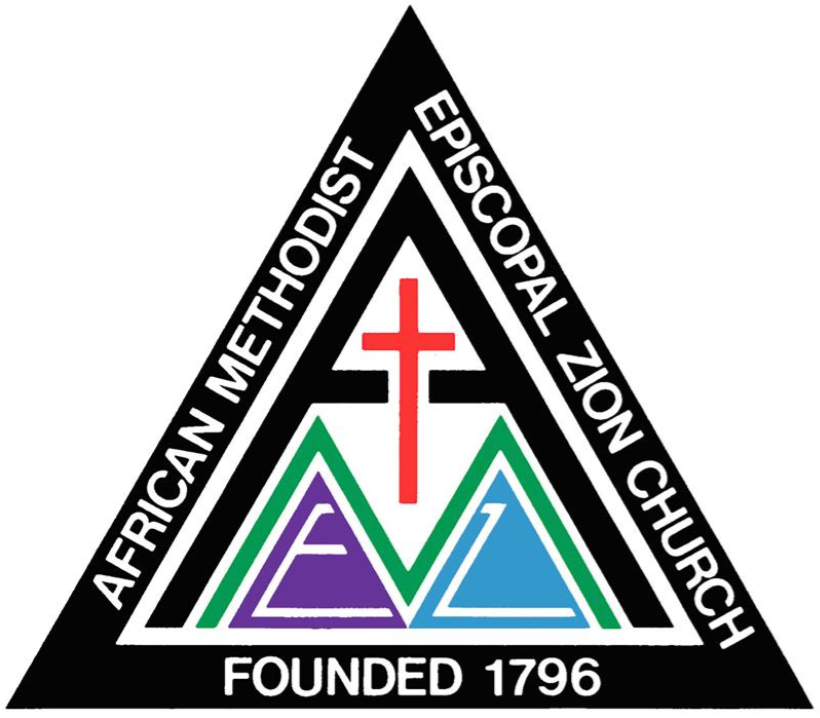 AFRICAN METHODIST
EPISCOPAL ZION CHURCH
A
M
E Z
FOUNDED 1796